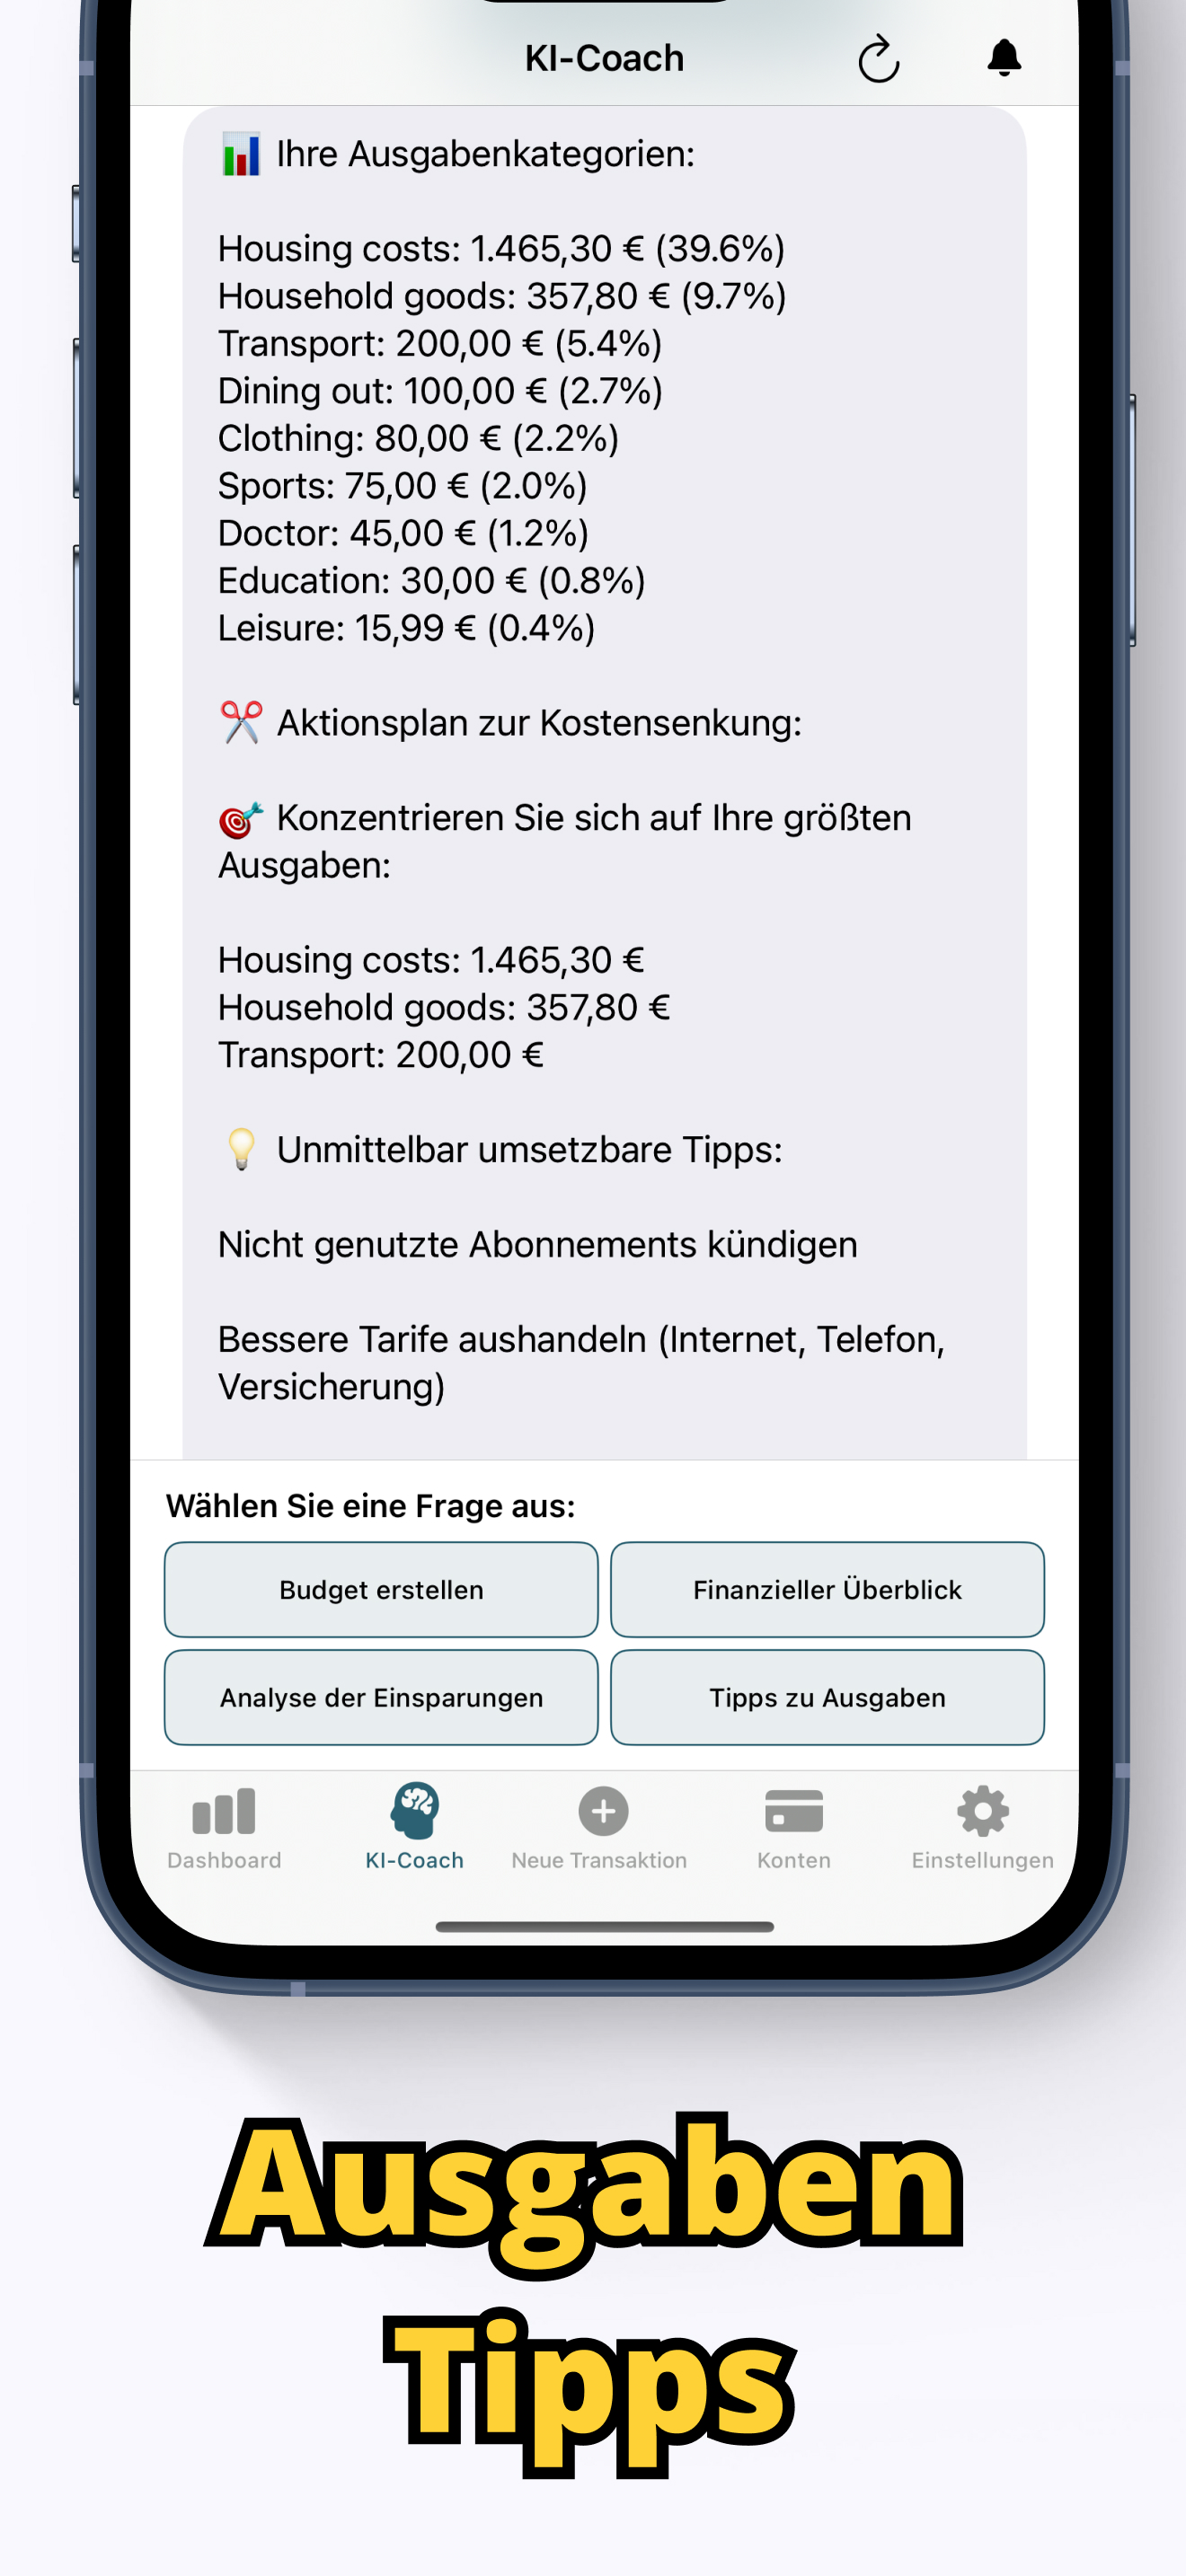 KI-Coach
📊 Ihre Ausgabenkategorien:
Housing costs: 1.465,30 € (39.6%)
Household goods: 357,80 € (9.7%)
Transport: 200,00 € (5.4%)
Dining out: 100,00 € (2.7%)
Clothing: 80,00 € (2.2%)
Sports: 75,00 € (2.0%)
Doctor: 45,00 € (1.2%)
Education: 30,00 € (0.8%)
Leisure: 15,99 € (0.4%)
✂️ Aktionsplan zur Kostensenkung:
🎯 Konzentrieren Sie sich auf Ihre größten
Ausgaben:
Housing costs: 1.465,30 €
Household goods: 357,80 €
Transport: 200,00 €
💡 Unmittelbar umsetzbare Tipps:
Nicht genutzte Abonnements kündigen
Bessere Tarife aushandeln (Internet, Telefon,
Versicherung)
Wählen Sie eine Frage aus:
Budget erstellen
Finanzieller Überblick
Analyse der Einsparungen
Tipps zu Ausgaben
Dashboard
KI-Coach
Neue Transaktion
Konten
Einstellungen
Ausgaben
Tipps